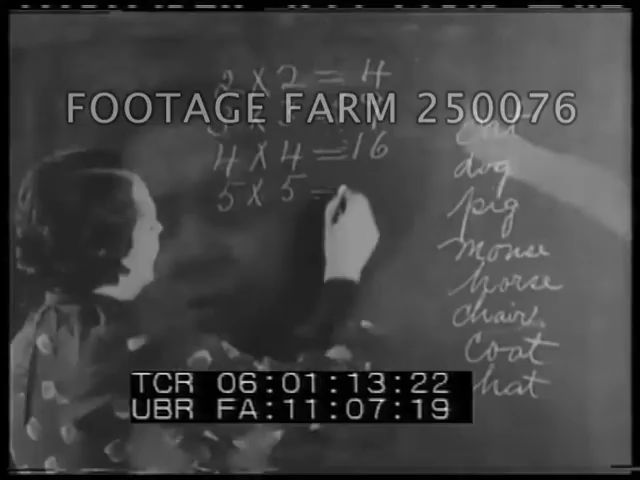 2 X 2 = 4
FOOTAGE FARM 250076
4 X 4 = 16
5 X 5 =
dog
pig
mouse
horse
chair
coat
hat
TCR 06:01:13:22
UBR FA:11:07:19